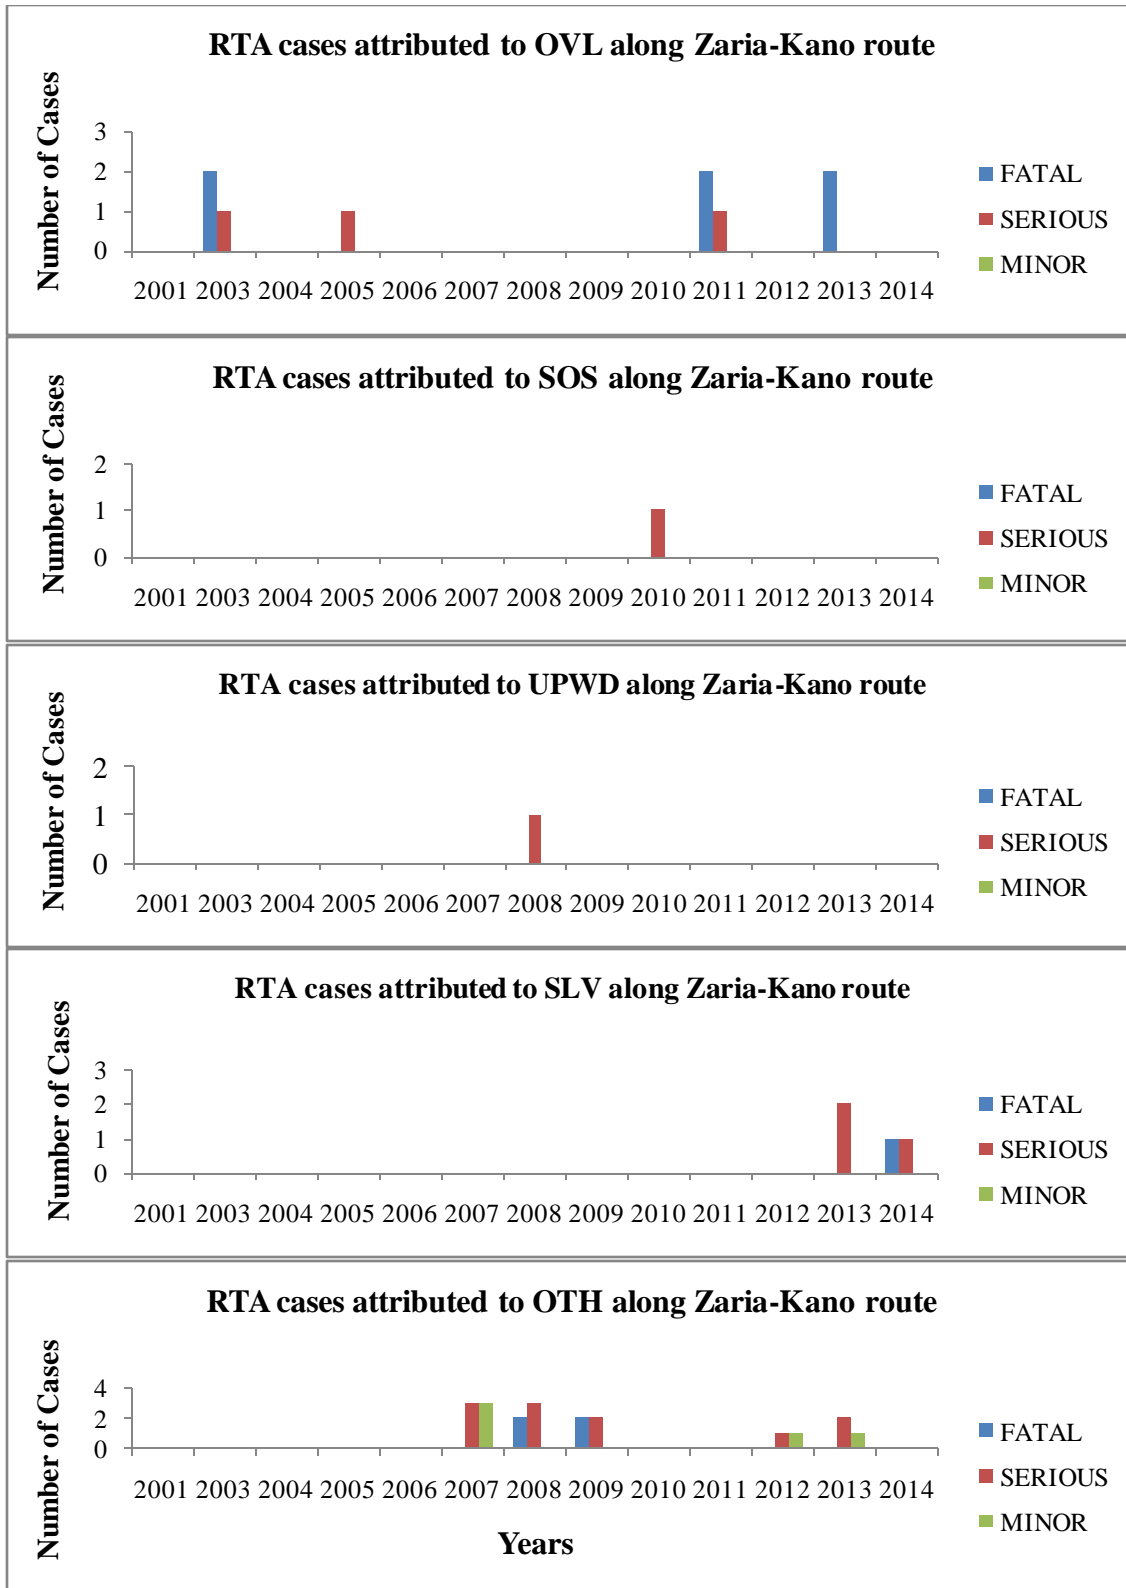 RTA cases attributed to OVL along Zaria-Kano route
Number of Cases
3
2
1
0
2001 2003 2004 2005 2006 2007 2008 2009 2010 2011 2012 2013 2014
FATAL
SERIOUS
MINOR
RTA cases attributed to SOS along Zaria-Kano route
Number of Cases
2
1
0
2001 2003 2004 2005 2006 2007 2008 2009 2010 2011 2012 2013 2014
FATAL
SERIOUS
MINOR
RTA cases attributed to UPWD along Zaria-Kano route
Number of Cases
2
1
0
2001 2003 2004 2005 2006 2007 2008 2009 2010 2011 2012 2013 2014
FATAL
SERIOUS
MINOR
RTA cases attributed to SLV along Zaria-Kano route
Number of Cases
3
2
1
0
2001 2003 2004 2005 2006 2007 2008 2009 2010 2011 2012 2013 2014
FATAL
SERIOUS
MINOR
RTA cases attributed to OTH along Zaria-Kano route
Number of Cases
4
2
0
2001 2003 2004 2005 2006 2007 2008 2009 2010 2011 2012 2013 2014
Years
FATAL
SERIOUS
MINOR